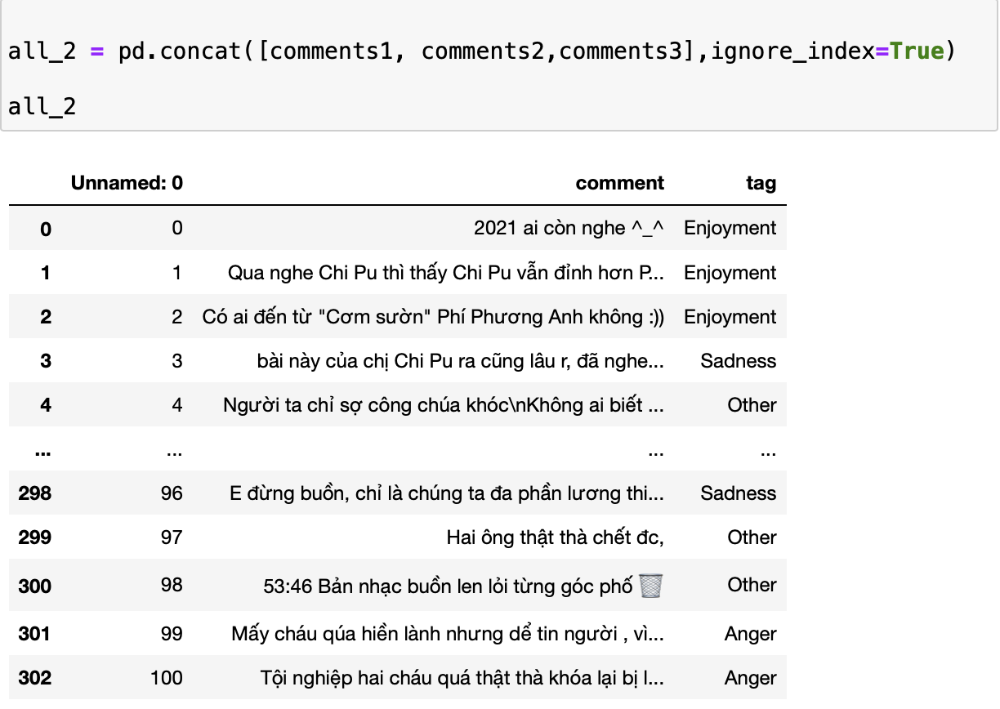 all_2 = pd.concat([comments1, comments2,comments3],ignore_index=True)
all_2
Unnamed: 0 comment tag
0 0 2021 ai còn nghe ^_^ Enjoyment
1 1 Qua nghe Chi Pu thì thấy Chi Pu vẫn đỉnh hơn P... Enjoyment
2 2 Có ai đến từ "Cơm sườn" Phí Phương Anh không :)) Enjoyment
3 3 bài này của chị Chi Pu ra cũng lâu r, đã nghe... Sadness
4 4 Người ta chỉ sợ công chúa khóc\nKhông ai biết ... Other
... ... ... ...
298 96 E đừng buồn, chỉ là chúng ta đa phần lương thi... Sadness
299 97 Hai ông thật thà chết đc, Other
300 98 53:46 Bản nhạc buồn len lỏi từng góc phố 🗑️ Other
301 99 Mấy cháu qúa hiền lành nhưng dể tin người , vì... Anger
302 100 Tội nghiệp hai cháu quá thật thà khóa lại bị l... Anger